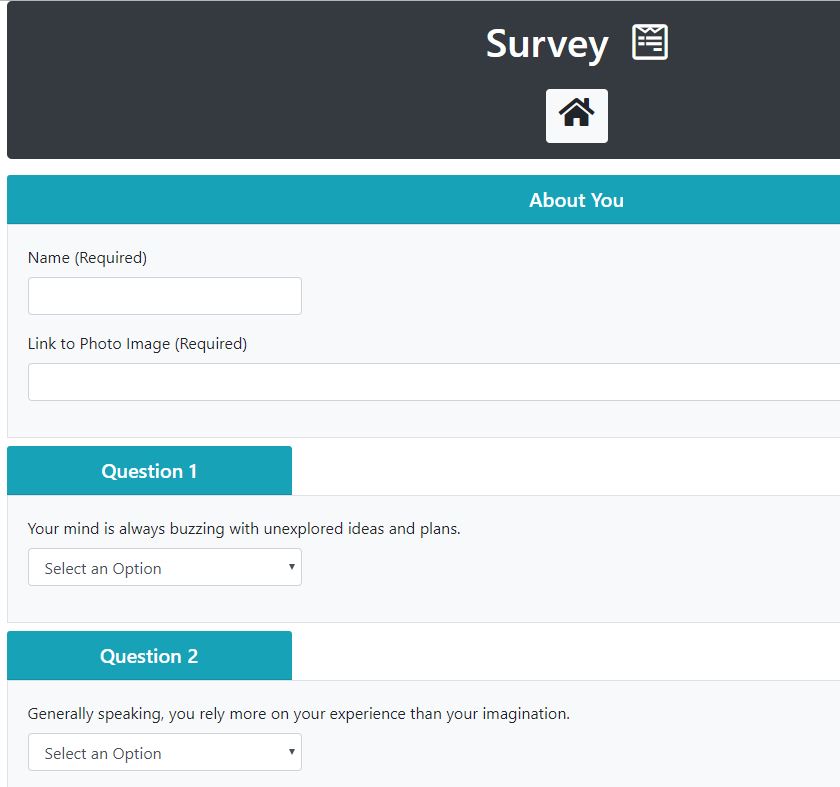 Survey
About You
Name (Required)
Link to Photo Image (Required)
Question 1
Your mind is always buzzing with unexplored ideas and plans.
Select an Option
Question 2
Generally speaking, you rely more on your experience than your imagination.
Select an Option